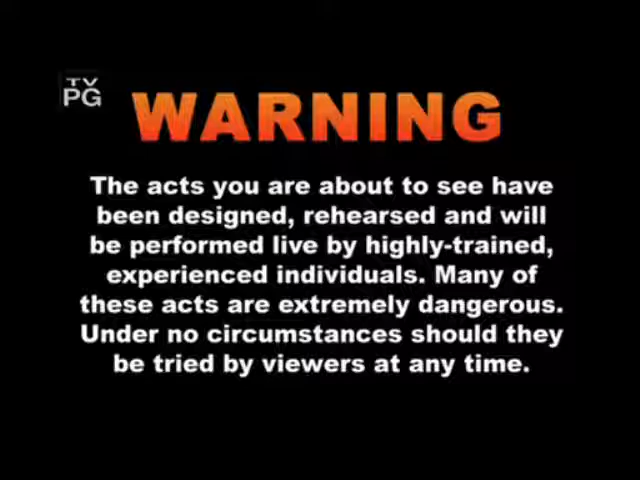 TV
PG
WARNING
The acts you are about to see have
been designed, rehearsed and will
be performed live by highly-trained,
experienced individuals. Many of
these acts are extremely dangerous.
Under no circumstances should they
be tried by viewers at any time.